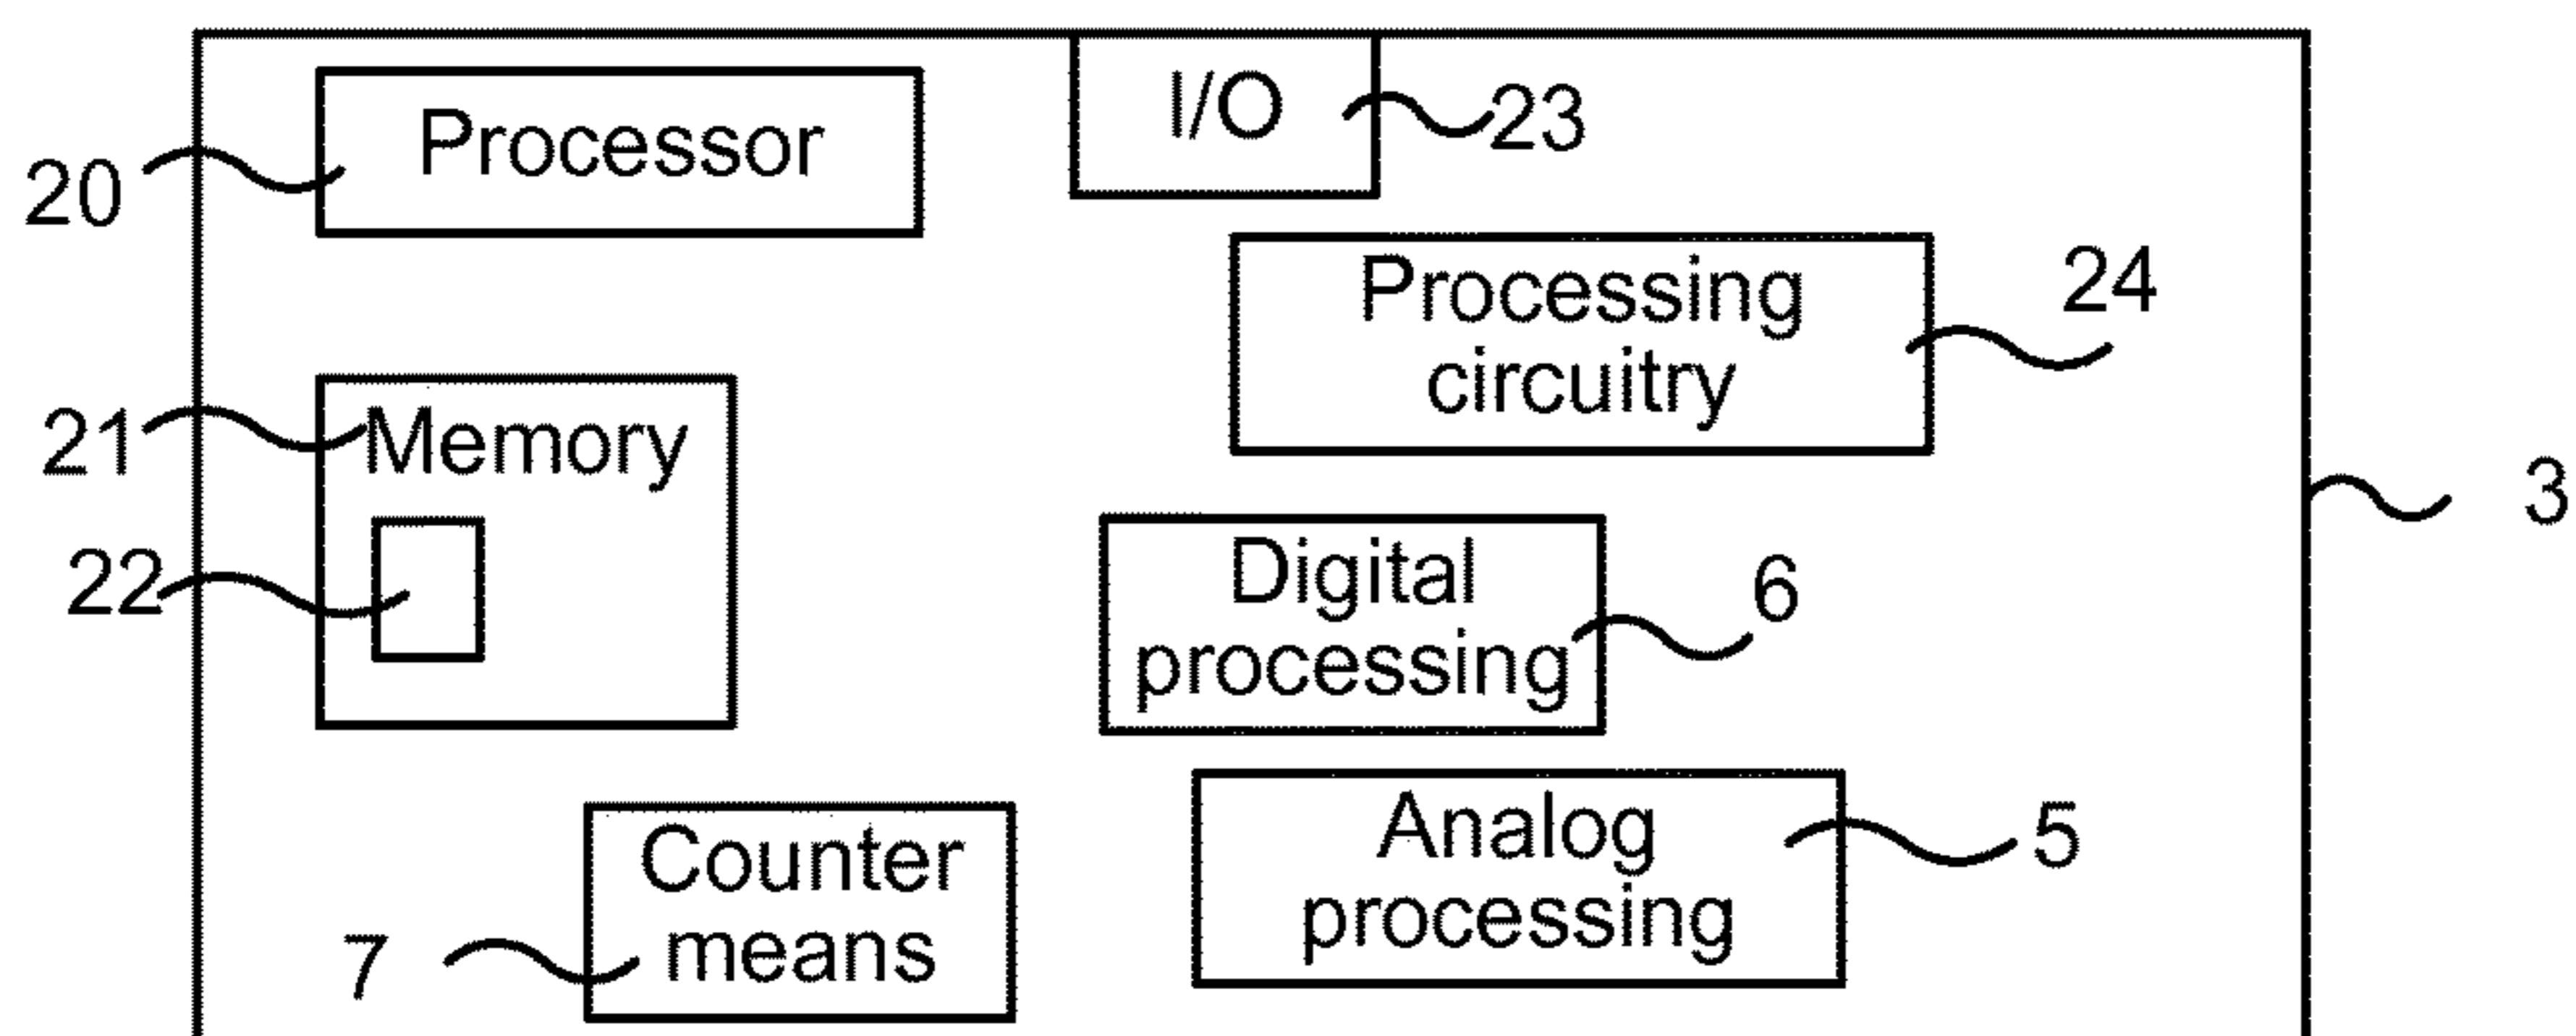 Processor
I/O
23
20
Processing
circuitry
24
21
Memory
3
22
Digital
processing
6
Counter
means
7
Analog
processing
5